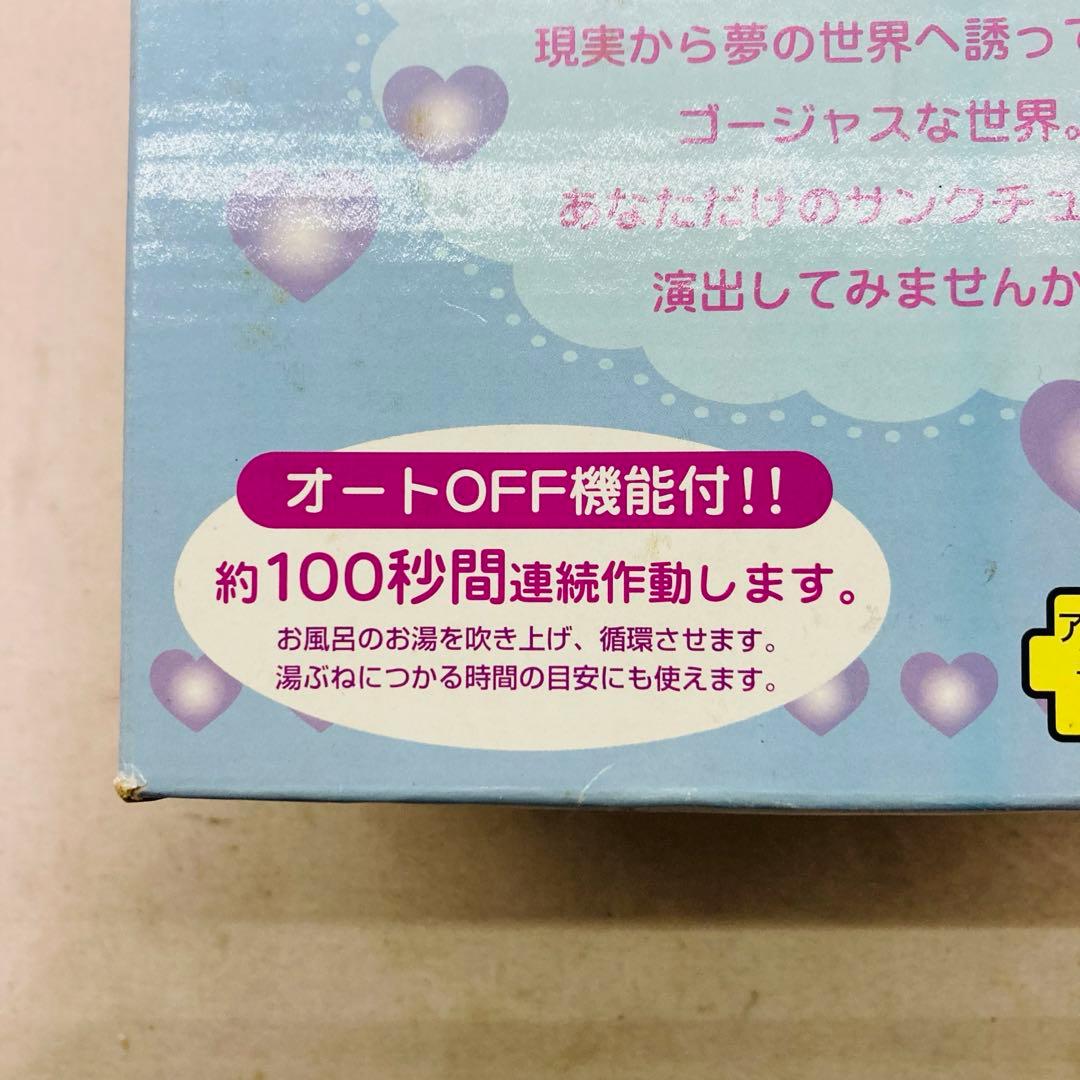 現実から夢の世界へ誘って
ゴージャスな世界。
あなただけのサンクチュ
演出してみませんか
オートOFF機能付!!
約100秒間連続作動します。
お風呂のお湯を吹き上げ、循環させます。
湯ぶねにつかる時間の目安にも使えます。
ア